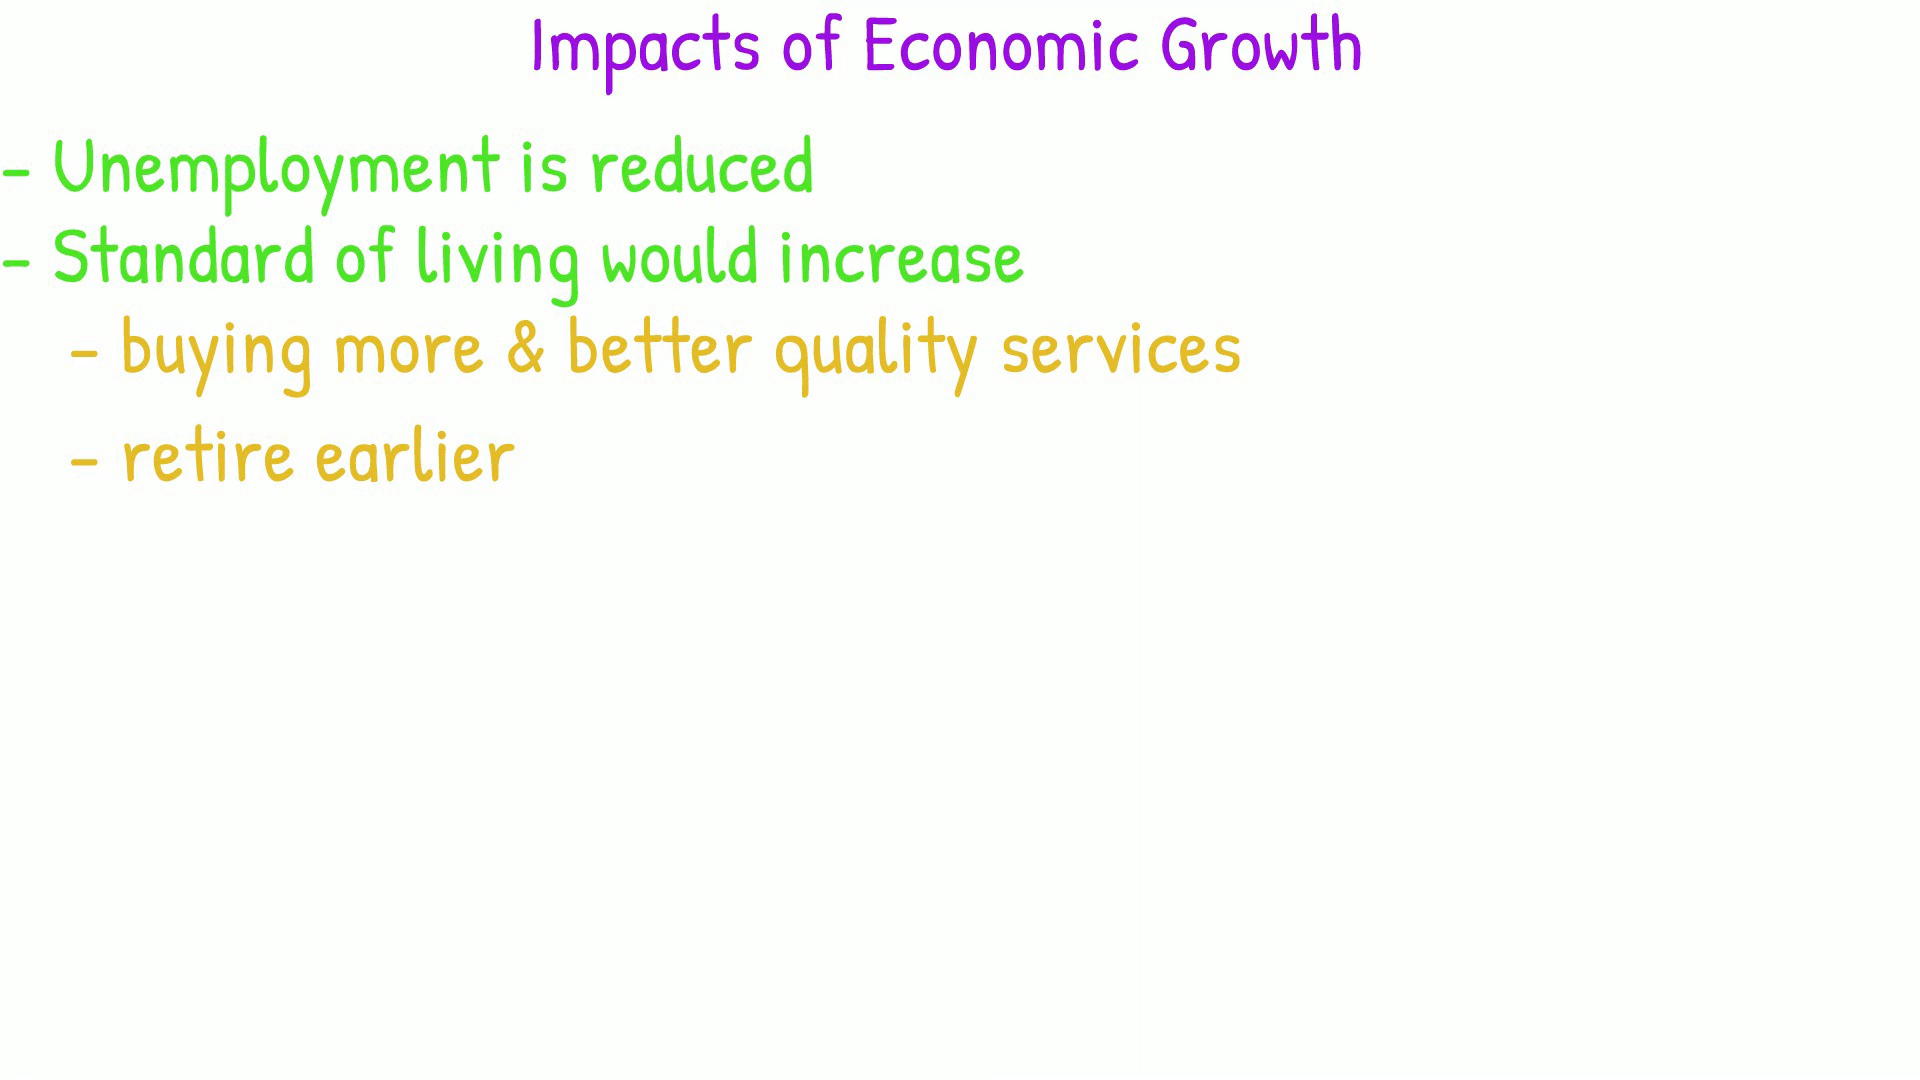 Impacts of Economic Growth
- Unemployment is reduced
- Standard of living would increase
- buying more & better quality services
- retire earlier